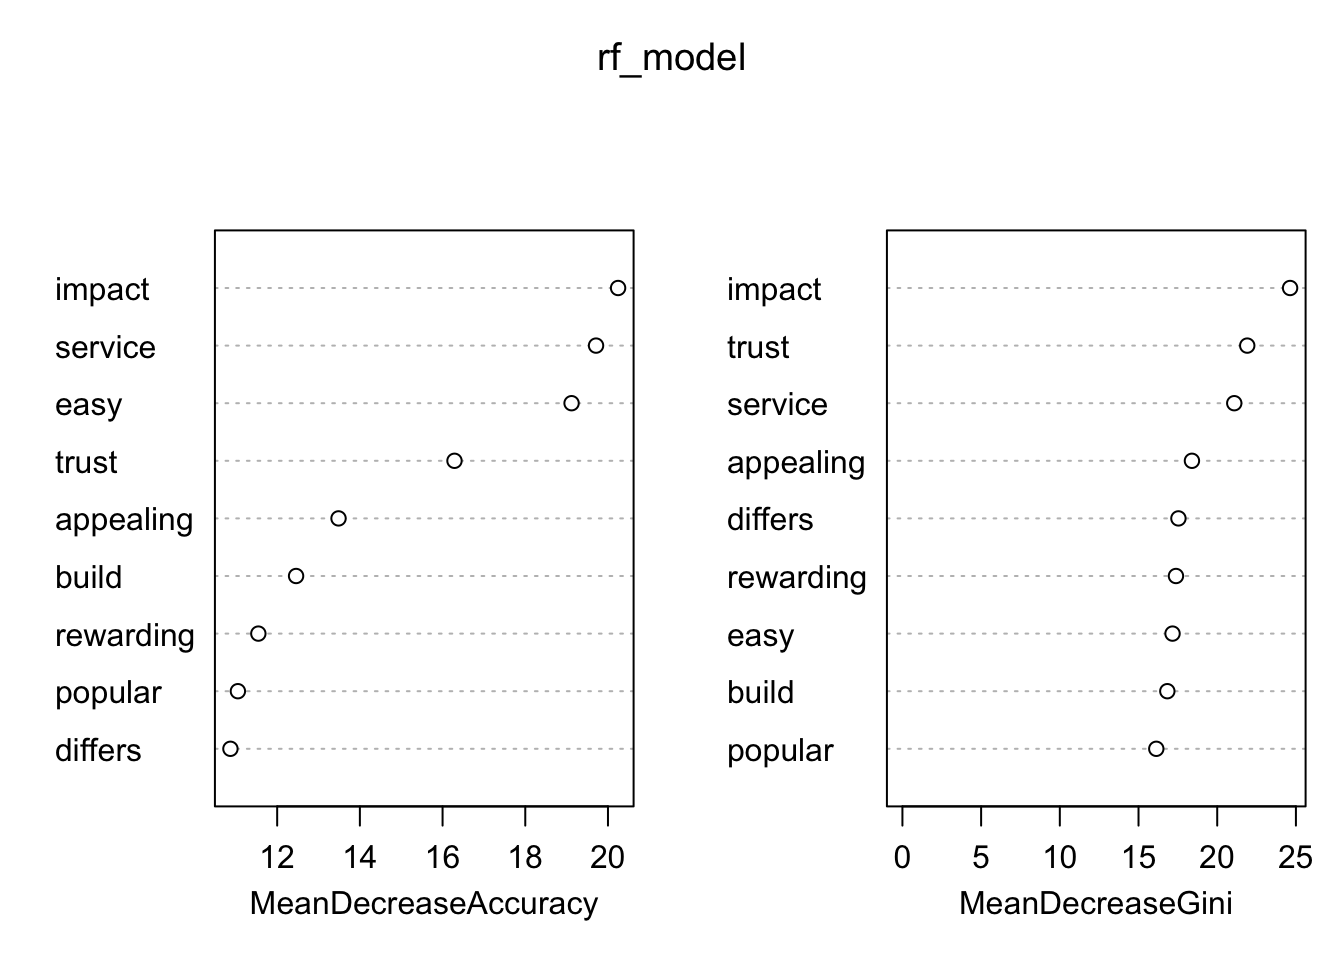 rf_model
impact
service
easy
trust
appealing
build
rewarding
popular
differs
12 14 16 18 20
MeanDecreaseAccuracy
impact
trust
service
appealing
differs
rewarding
easy
build
popular
0 5 10 15 20 25
MeanDecreaseGini